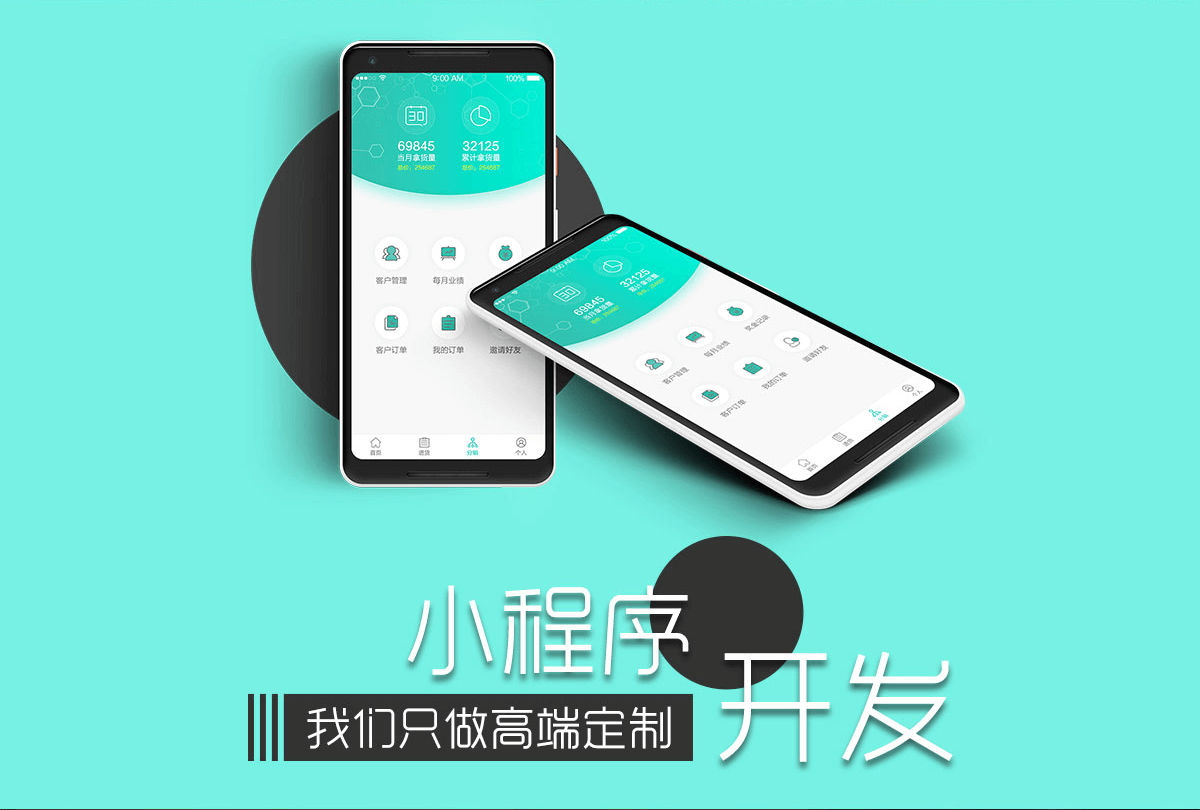 9:00 AM
100%
30
69845
32125
当月拿货量
累计拿货量
总价：254687
总价：254687
客户管理
每月业绩
客户订单
我的订单
邀请好友
首页
进货
分销
个人
9:00 AM
100%
30
69845
32125
当月拿货量
累计拿货量
总价：254687
客户管理
每月业绩
奖金记录
客户订单
我的订单
邀请好友
首页
进货
分销
个人
小程序
开发
我们只做高端定制